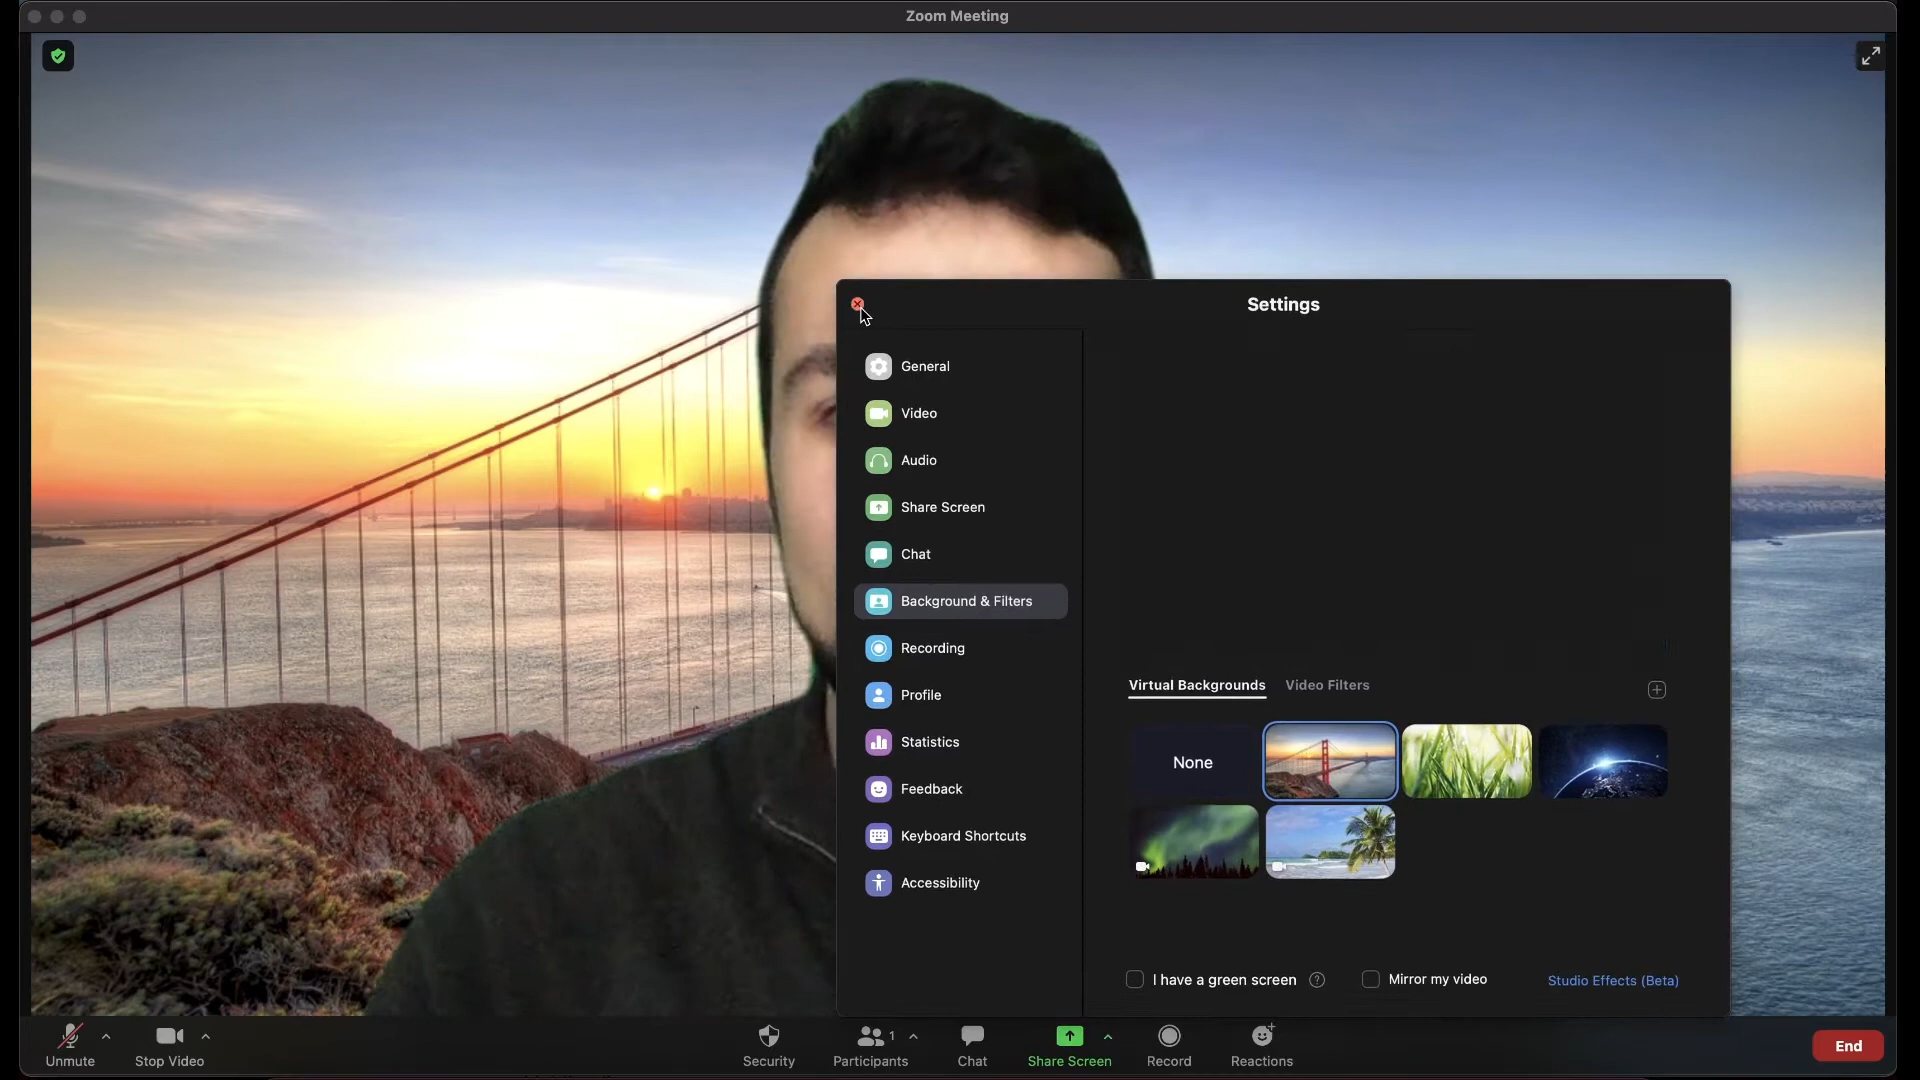 Zoom Meeting
Settings
General
Video
Audio
Share Screen
Chat
Background & Filters
Recording
Profile
Statistics
Feedback
Keyboard Shortcuts
Accessibility
Virtual Backgrounds Video Filters
None
I have a green screen ? Mirror my video Studio Effects (Beta)
Unmute Stop Video Security Participants 1 Chat Share Screen Record Reactions End